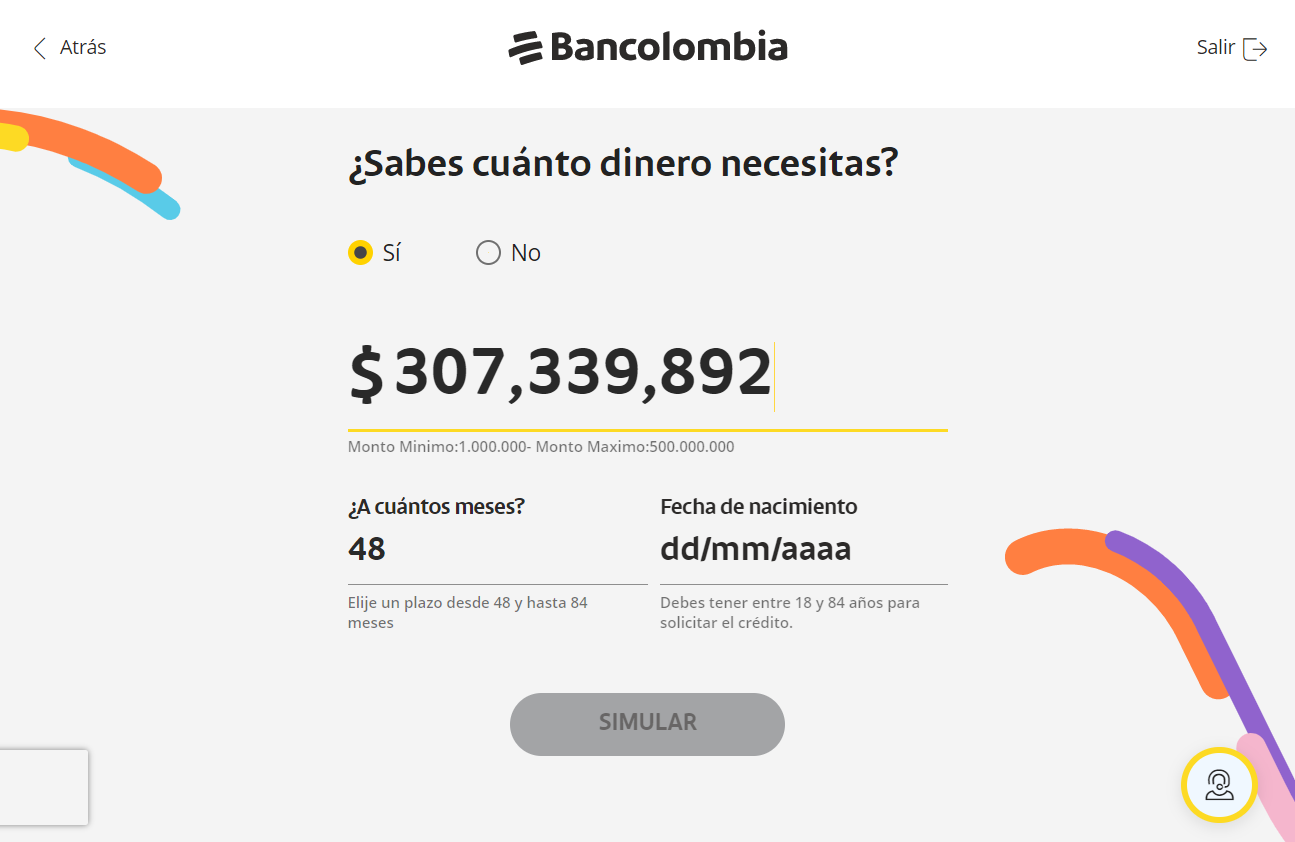 Atrás
Bancolombia
Salir
¿Sabes cuánto dinero necesitas?
Sí
No
$ 307,339,892
Monto Minimo:1.000.000- Monto Maximo:500.000.000
¿A cuántos meses?
Fecha de nacimiento
48
dd/mm/aaaa
Elije un plazo desde 48 y hasta 84
meses
Debes tener entre 18 y 84 años para
solicitar el crédito.
SIMULAR